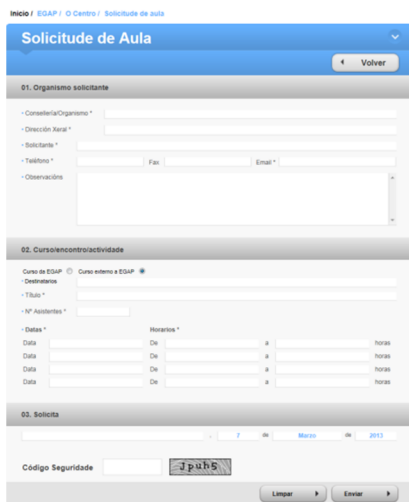 Inicio / EGAP / O Centro / Solicitude de aula
Solicitude de Aula
Volver
01. Organismo solicitante
- Consellería/Organismo *
- Dirección Xeral *
- Solicitante *
- Teléfono * Fax Email *
- Observacións
02. Curso/encontro/actividade
Curso da EGAP Curso externo a EGAP
- Destinatarios
- Título *
- Nº Asistentes *
- Datas * Horarios *
Data De a horas
Data De a horas
Data De a horas
Data De a horas
03. Solicita
, 7 de Marzo de 2013
Código Seguridade Jpuh5
Limpar Enviar